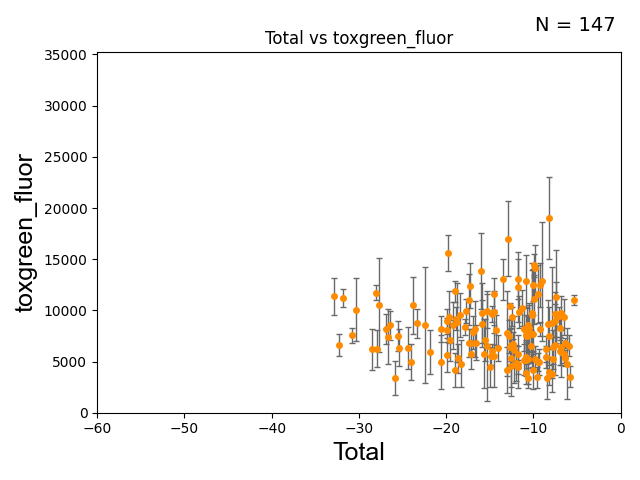 N = 147
Total vs toxgreen_fluor
35000
30000
25000
20000
15000
10000
5000
0
toxgreen_fluor
−60 −50 −40 −30 −20 −10 0
Total